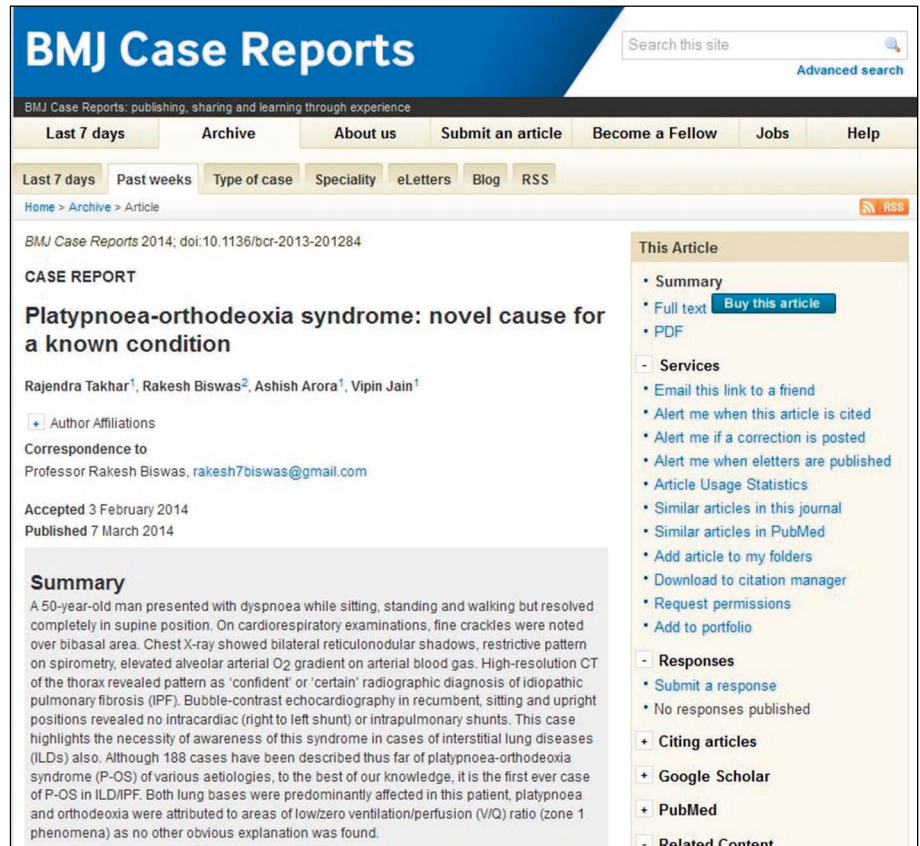 BMJ Case Reports
Search this site
Advanced search
BMJ Case Reports: publishing, sharing and learning through experience
Last 7 days Archive About us Submit an article Become a Fellow Jobs Help
Last 7 days Past weeks Type of case Speciality eLetters Blog RSS
Home > Archive > Article
RSS
BMJ Case Reports 2014; doi:10.1136/bcr-2013-201284
CASE REPORT
Platypnoea-orthodeoxia syndrome: novel cause for
a known condition
Rajendra Takhar1, Rakesh Biswas2, Ashish Arora1, Vipin Jain1
+ Author Affiliations
Correspondence to
Professor Rakesh Biswas, rakesh7biswas@gmail.com
Accepted 3 February 2014
Published 7 March 2014
Summary
A 50-year-old man presented with dyspnoea while sitting, standing and walking but resolved
completely in supine position. On cardiorespiratory examinations, fine crackles were noted
over bibasal area. Chest X-ray showed bilateral reticulonodular shadows, restrictive pattern
on spirometry, elevated alveolar arterial O2 gradient on arterial blood gas. High-resolution CT
of the thorax revealed pattern as 'confident' or 'certain' radiographic diagnosis of idiopathic
pulmonary fibrosis (IPF). Bubble-contrast echocardiography in recumbent, sitting and upright
positions revealed no intracardiac (right to left shunt) or intrapulmonary shunts. This case
highlights the necessity of awareness of this syndrome in cases of interstitial lung diseases
(ILDs) also. Although 188 cases have been described thus far of platypnoea-orthodeoxia
syndrome (P-OS) of various aetiologies, to the best of our knowledge, it is the first ever case
of P-OS in ILD/IPF. Both lung bases were predominantly affected in this patient, platypnoea
and orthodeoxia were attributed to areas of low/zero ventilation/perfusion (V/Q) ratio (zone 1
phenomena) as no other obvious explanation was found.
This Article
Summary
Full text Buy this article
PDF
- Services
Email this link to a friend
Alert me when this article is cited
Alert me if a correction is posted
Alert me when eletters are published
Article Usage Statistics
Similar articles in this journal
Similar articles in PubMed
Add article to my folders
Download to citation manager
Request permissions
Add to portfolio
- Responses
Submit a response
No responses published
+ Citing articles
+ Google Scholar
+ PubMed
- Related Content